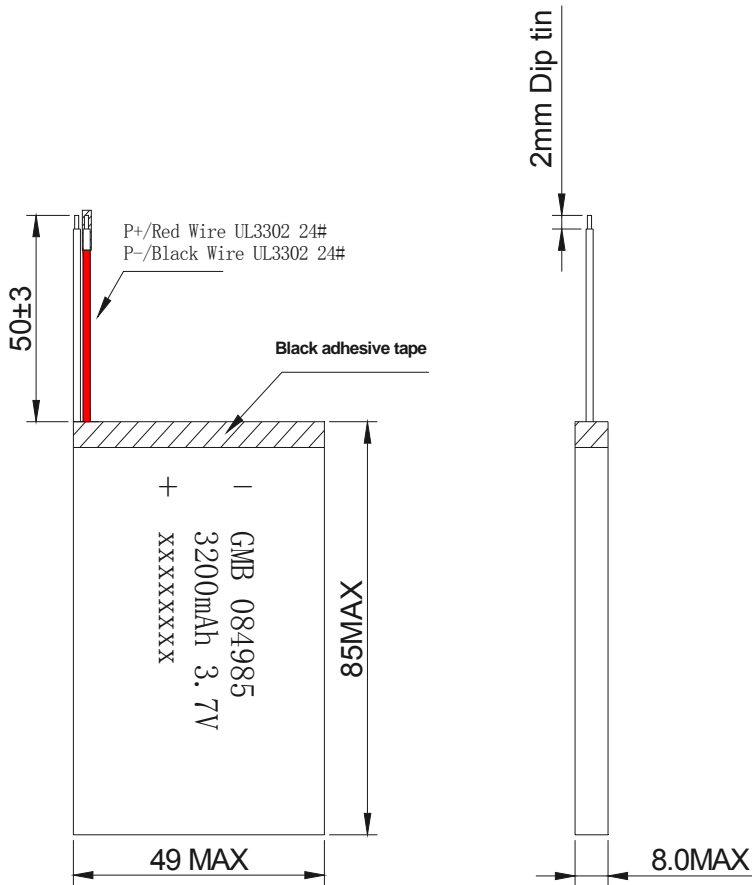 2mm Dip tin
P+/Red Wire UL3302 24#
P-/Black Wire UL3302 24#
50±3
Black adhesive tape
+ -
GMB 084985
3200mAh 3.7V
xxxxxxxxx
85MAX
49 MAX
8.0MAX